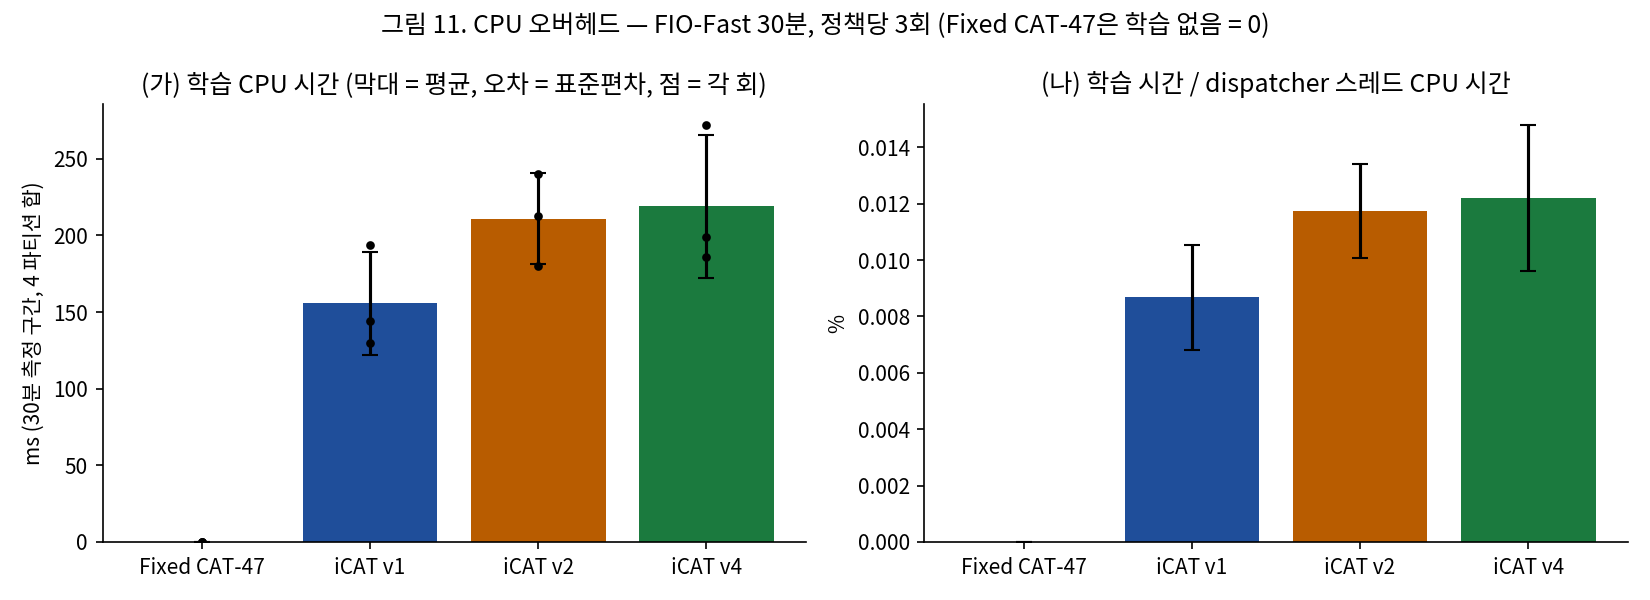 그림 11. CPU 오버헤드 — FIO-Fast 30분, 정책당 3회 (Fixed CAT-47은 학습 없음 = 0)
(가) 학습 CPU 시간 (막대 = 평균, 오차 = 표준편차, 점 = 각 회)
ms (30분 측정 구간, 4 파티션 합)
250
200
150
100
50
0
Fixed CAT-47
iCAT v1
iCAT v2
iCAT v4
(나) 학습 시간 / dispatcher 스레드 CPU 시간
%
0.014
0.012
0.010
0.008
0.006
0.004
0.002
0.000
Fixed CAT-47
iCAT v1
iCAT v2
iCAT v4